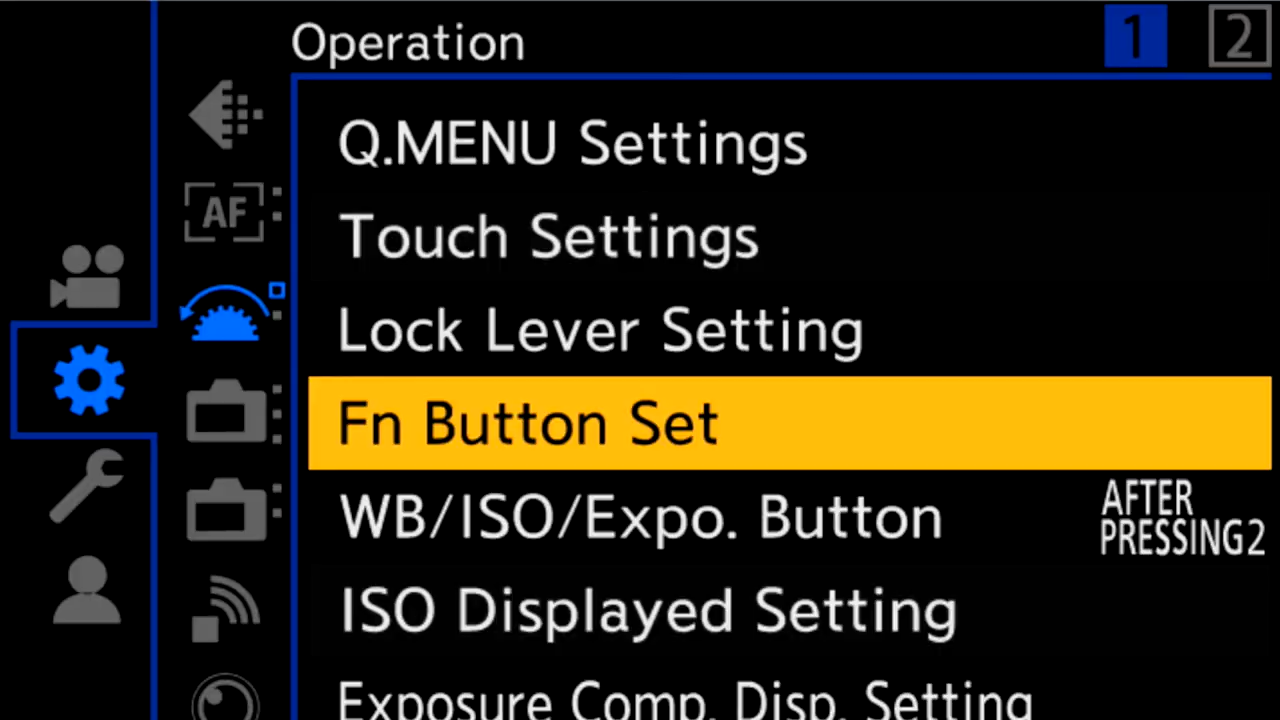 Operation
1 2
AF
Q.MENU Settings
Touch Settings
Lock Lever Setting
Fn Button Set
WB/ISO/Expo. Button
AFTER
PRESSING2
ISO Displayed Setting
Exposure Comp. Disp. Setting